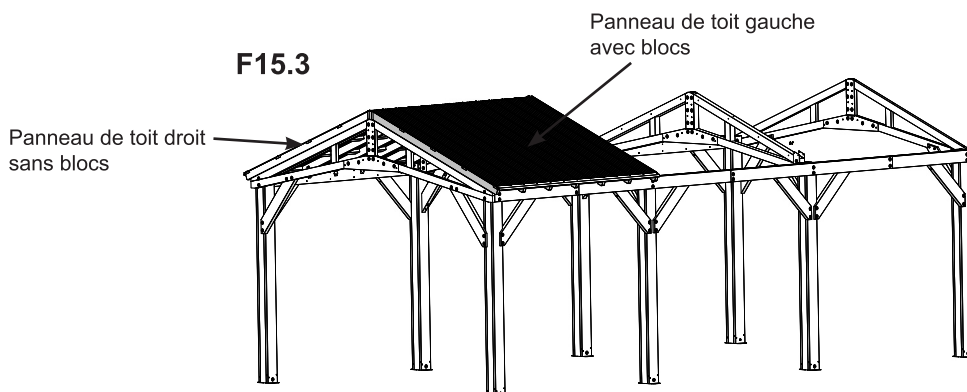 Panneau de toit gauche
avec blocs
F15.3
Panneau de toit droit
sans blocs